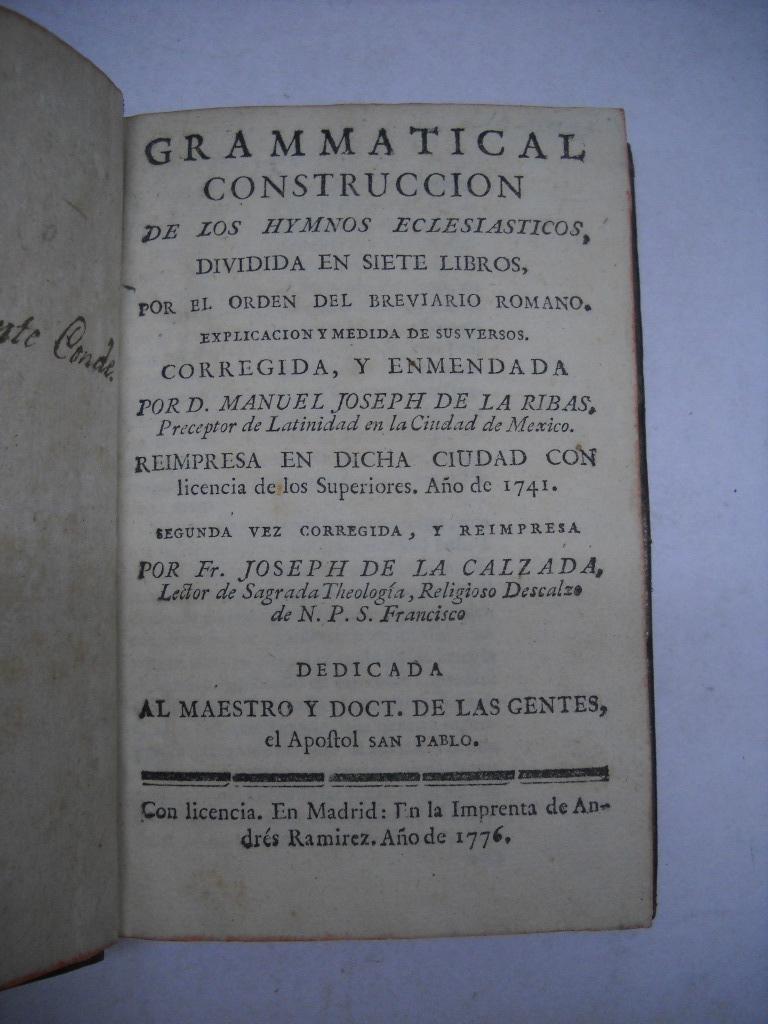 GRAMMATICAL
CONSTRUCCION
DE LOS HYMNOS ECLESIASTICOS,
DIVIDIDA EN SIETE LIBROS,
POR EL ORDEN DEL BREVIARIO ROMANO.
EXPLICACION Y MEDIDA DE SUS VERSOS.
CORREGIDA, Y ENMENDADA
POR D. MANUEL JOSEPH DE LA RIBAS,
Preceptor de Latinidad en la Ciudad de Mexico.
REIMPRESA EN DICHA CIUDAD CON
licencia de los Superiores. Año de 1741.
SEGUNDA VEZ CORREGIDA, Y REIMPRESA
POR Fr. JOSEPH DE LA CALZADA,
Lector de Sagrada Theología, Religioso Descalzo
de N. P. S. Francisco
DEDICADA
AL MAESTRO Y DOCT. DE LAS GENTES,
el Apoſtol SAN PABLO.
Con licencia. En Madrid: En la Imprenta de An-
drés Ramirez. Año de 1776.
Conde.